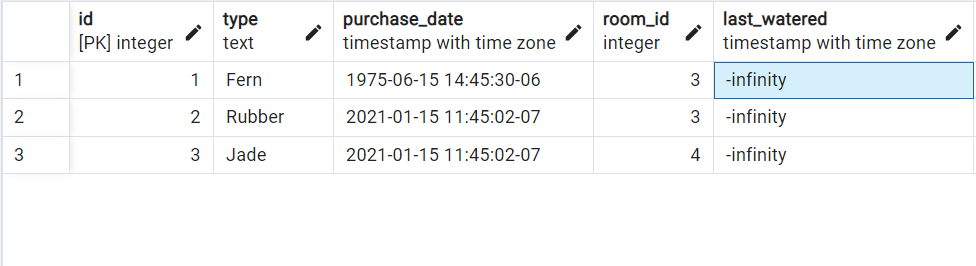 id type purchase_date room_id last_watered
[PK] integer text timestamp with time zone integer timestamp with time zone
1 1 Fern 1975-06-15 14:45:30-06 3 -infinity
2 2 Rubber 2021-01-15 11:45:02-07 3 -infinity
3 3 Jade 2021-01-15 11:45:02-07 4 -infinity